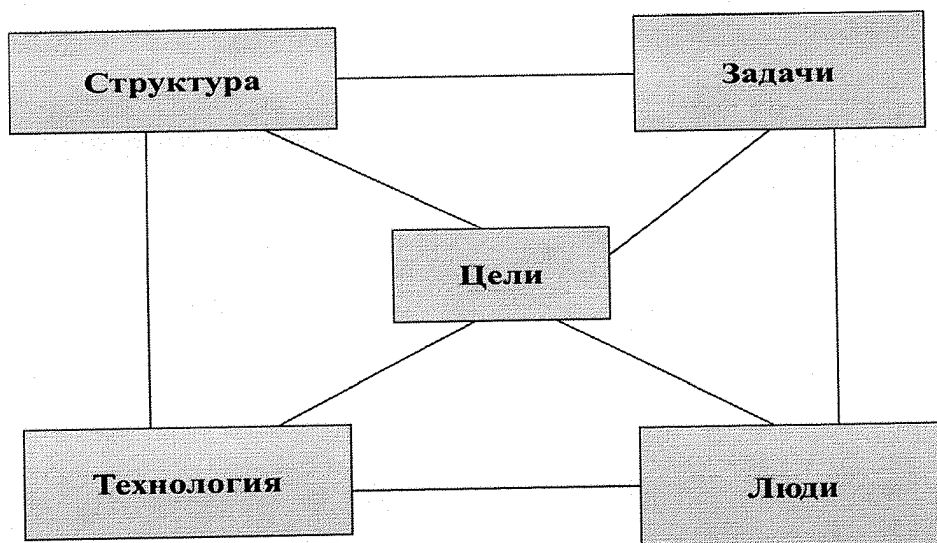 Структура
Задачи
Цели
Технология
Люди